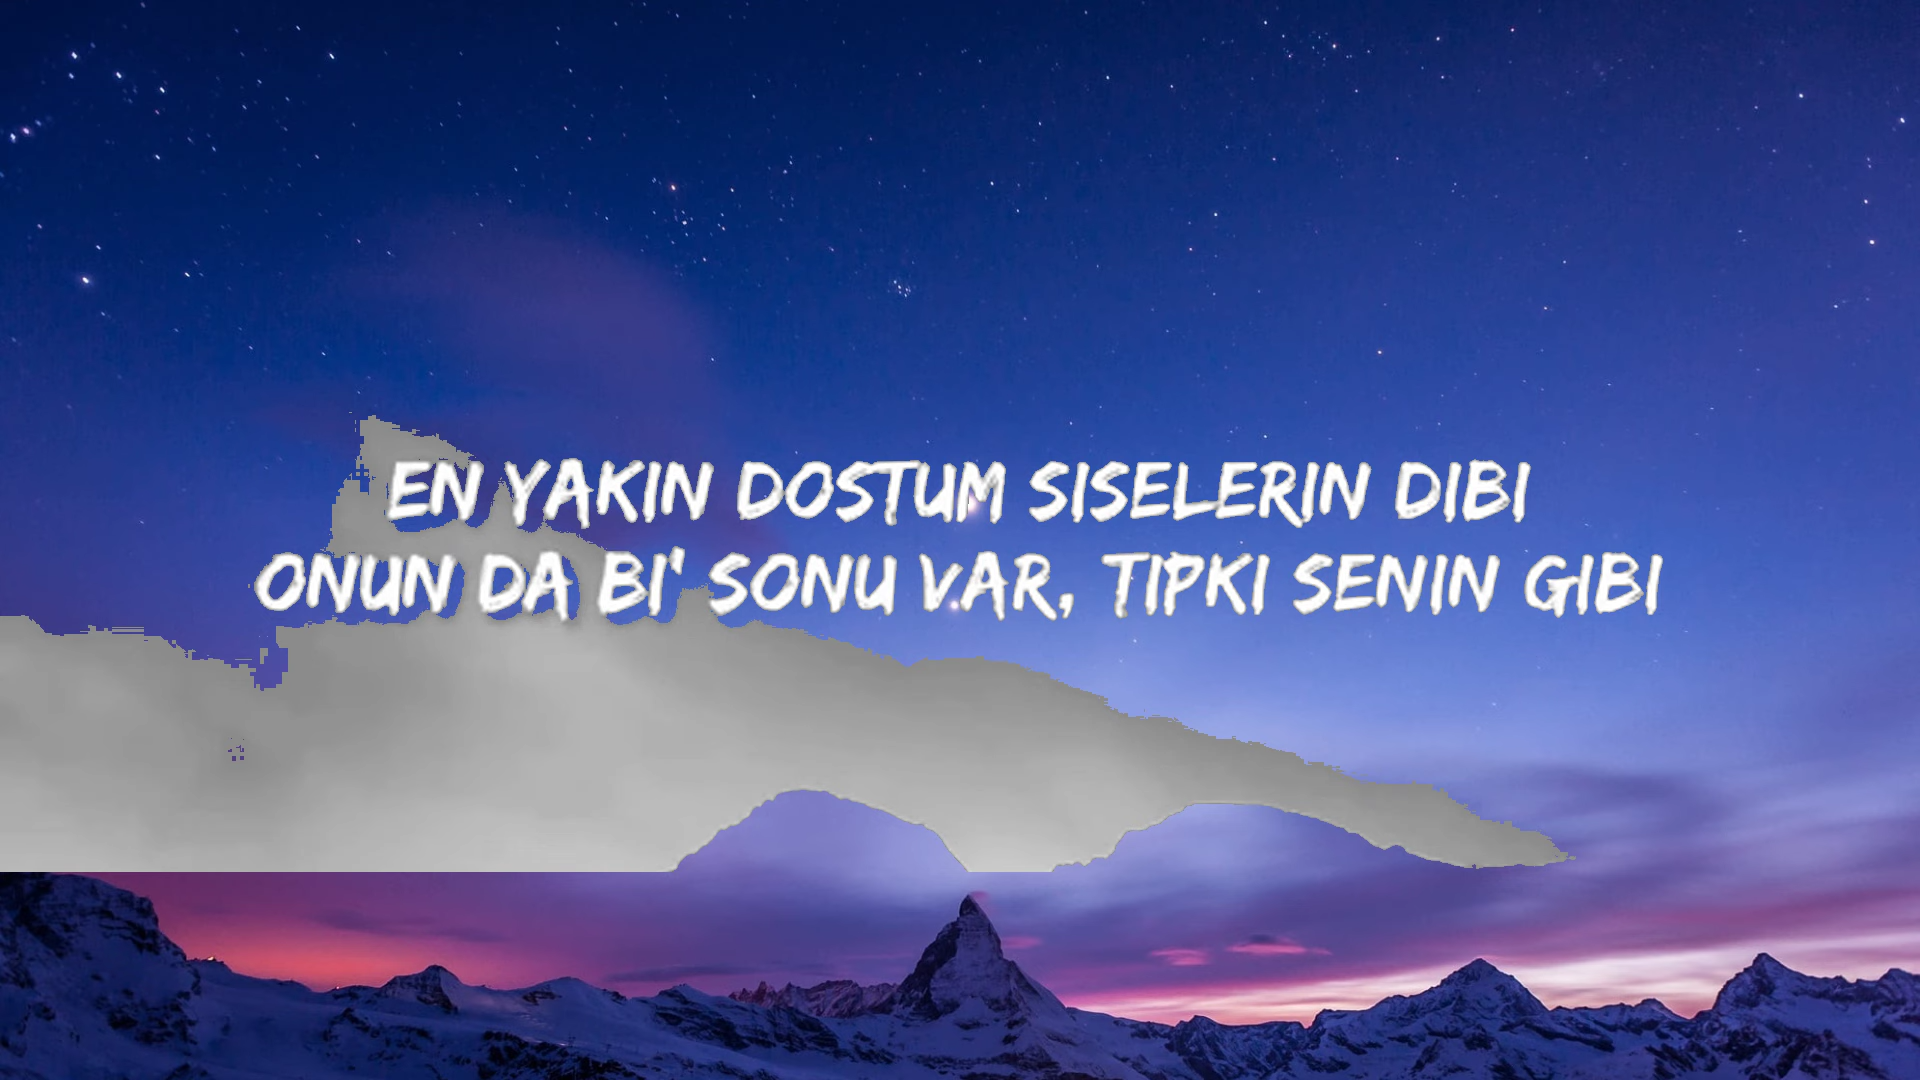 EN YAKIN DOSTUM SISELERIN DIBI
ONUN DA BI' SONU VAR, TIPKI SENIN GIBI